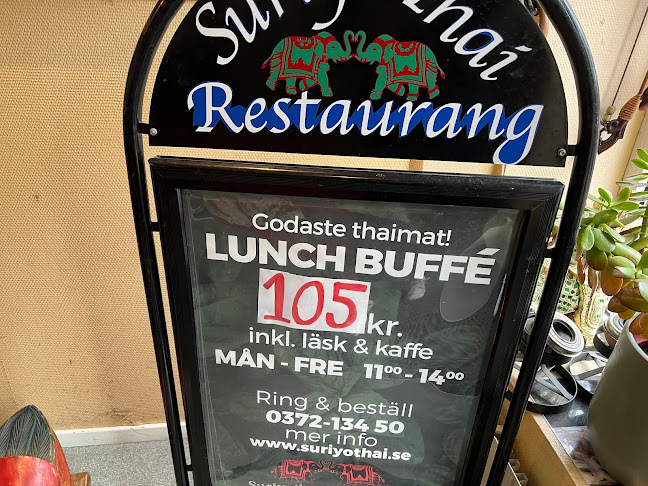 Restaurang
Godaste thaimat!
LUNCH BUFFÉ
105 kr.
inkl. läsk & kaffe
MÅN - FRE 11⁰⁰ - 14⁰⁰
Ring & beställ
0372-134 50
mer info
www.suriyothai.se